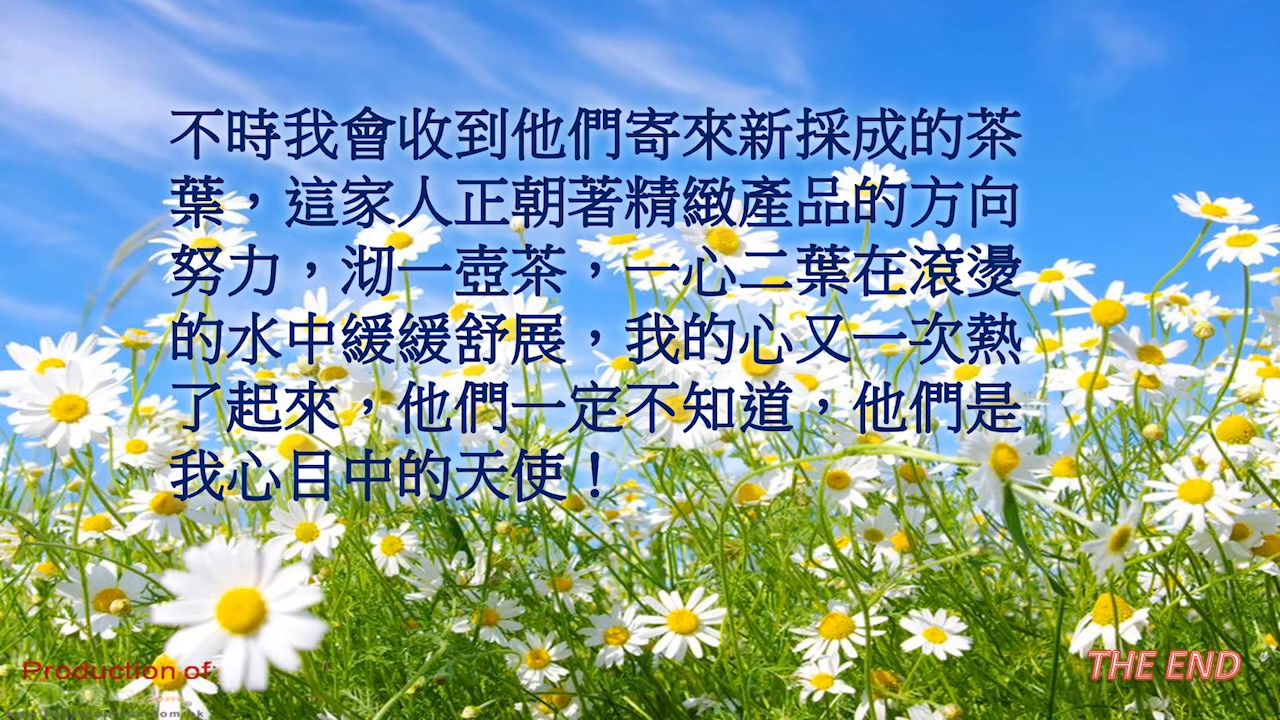 不時我會收到他們寄來新採成的茶
葉，這家人正朝著精緻產品的方向
努力，沏一壺茶，一心二葉在滾燙
的水中緩緩舒展，我的心又一次熱
了起來，他們一定不知道，他們是
我心目中的天使！
Production of
THE END